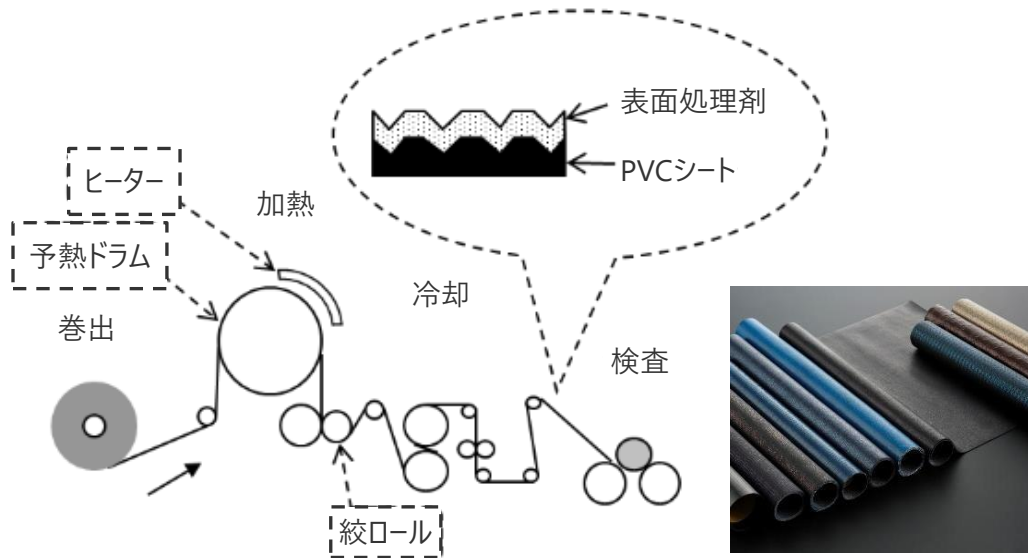 表面処理剤
PVCシート
ヒーター
加熱
予熱ドラム
冷却
巻出
検査
絞ロール